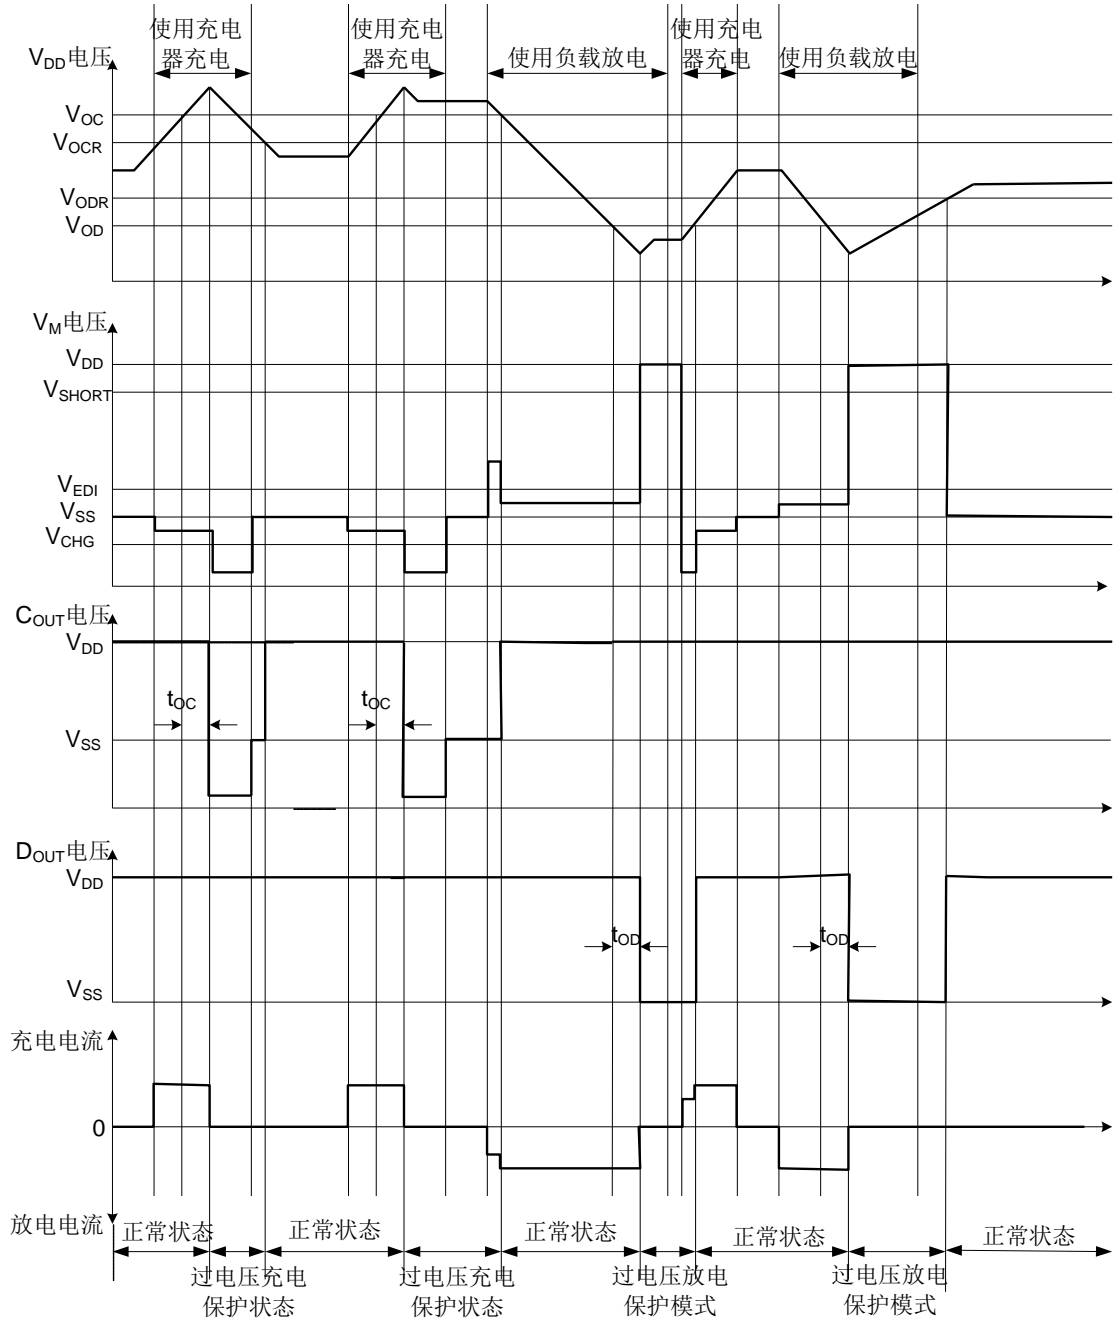 使用充电
器充电
使用充电
器充电
使用负载放电
使用充电
器充电
使用负载放电
VDD电压
VOC
VOCR
VODR
VOD
VM电压
VDD
VSHORT
VEDI
VSS
VCHG
COUT电压
VDD
tOC
tOC
VSS
DOUT电压
VDD
tOD
tOD
VSS
充电电流
0
放电电流
正常状态
正常状态
正常状态
正常状态
正常状态
过电压充电
保护状态
过电压充电
保护状态
过电压放电
保护模式
过电压放电
保护模式